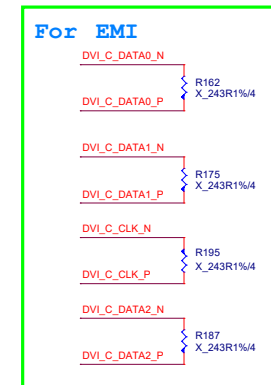 For EMI
DVI_C_DATA0_N
R162
X_243R1%/4
DVI_C_DATA0_P
DVI_C_DATA1_N
R175
X_243R1%/4
DVI_C_DATA1_P
DVI_C_CLK_N
R195
X_243R1%/4
DVI_C_CLK_P
DVI_C_DATA2_N
R187
X_243R1%/4
DVI_C_DATA2_P